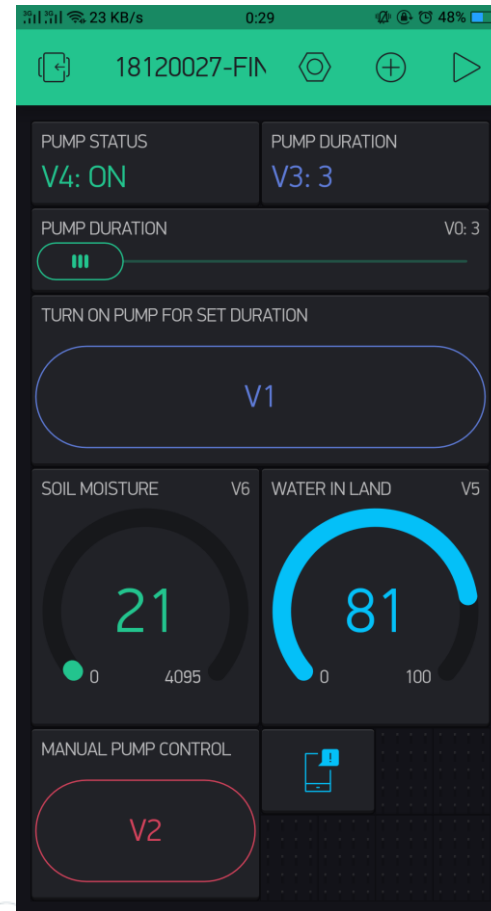 3G 3G 23 KB/s 0:29 48%
18120027-FIN
PUMP STATUS
V4: ON
PUMP DURATION
V3: 3
PUMP DURATION V0: 3
TURN ON PUMP FOR SET DURATION
V1
SOIL MOISTURE V6
21
0 4095
WATER IN LAND V5
81
0 100
MANUAL PUMP CONTROL
V2